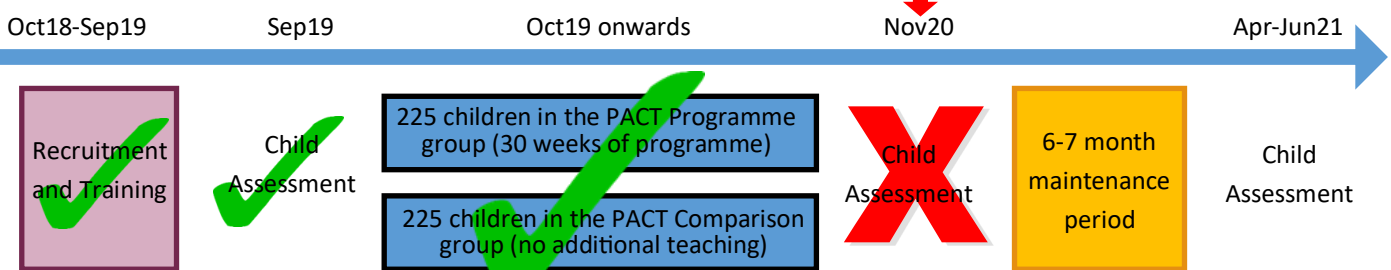 Oct18-Sep19
Sep19
Oct19 onwards
Nov20
Apr-Jun21
Recruitment
and Training
Child
Assessment
225 children in the PACT Programme
group (30 weeks of programme)
225 children in the PACT Comparison
group (no additional teaching)
Child
Assessment
6-7 month
maintenance
period
Child
Assessment